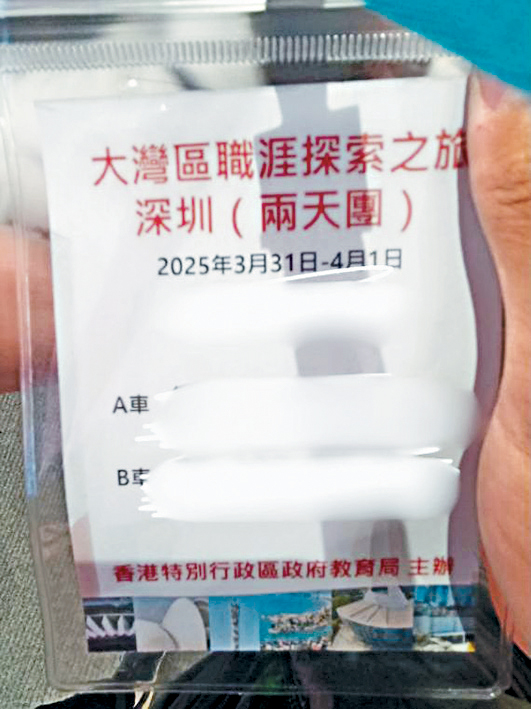 大灣區職涯探索之旅
深圳（兩天團）
2025年3月31日-4月1日
A車
B車
香港特別行政區政府教育局 主辦